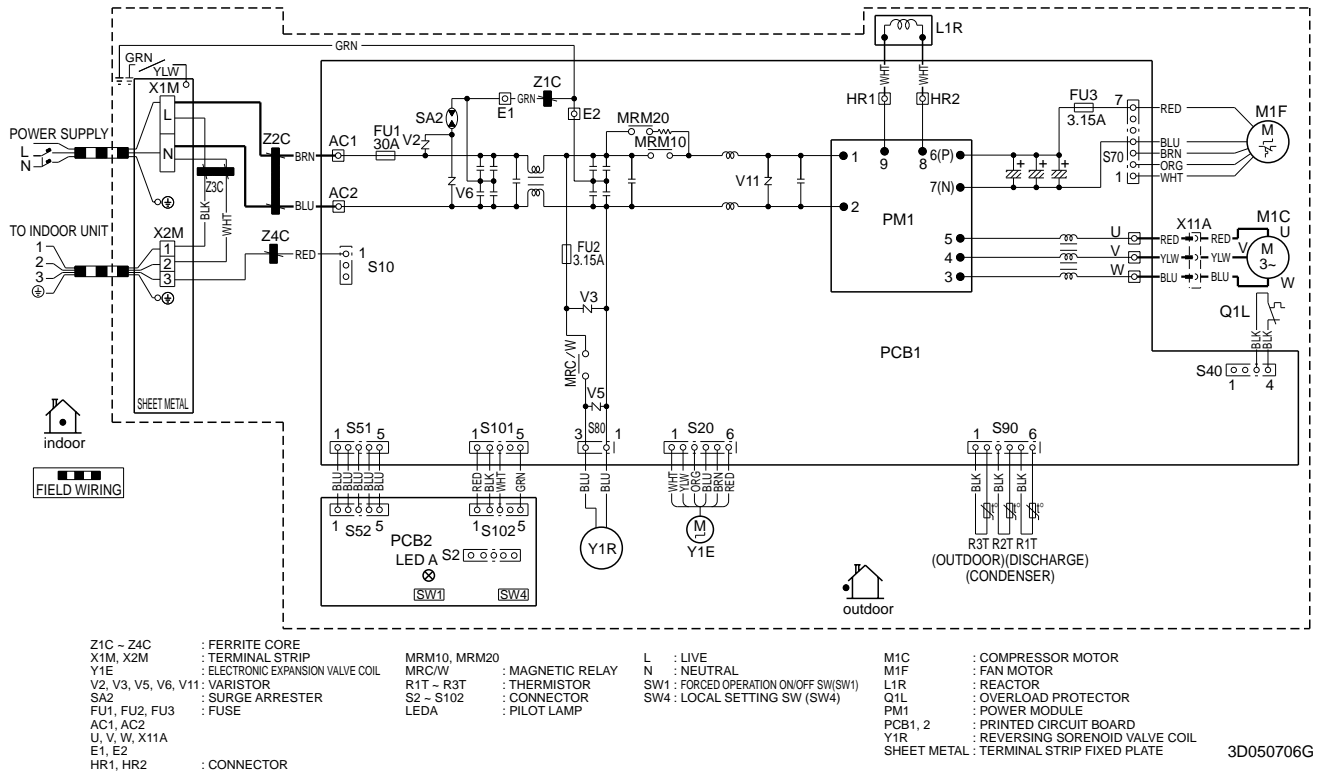 GRN
GRN
YLW
X1M
L
N
POWER SUPPLY
L
N
TO INDOOR UNIT
1
2
3
X2M
1
2
3
SHEET METAL
Z3C
BLK
WHT
Z2C
BRN
BLU
Z4C
RED
AC1
AC2
FU1
30A
V2
SA2
E1
GRN
Z1C
E2
V6
1
S10
MRM20
MRM10
V11
FU2
3.15A
V3
MRC/W
V5
L1R
WHT
WHT
HR1
HR2
9
8
1
2
6(P)
7(N)
PM1
5
4
3
FU3
3.15A
7
S70
1
RED
BLU
BRN
ORG
WHT
M1F
M
U
V
W
RED
YLW
BLU
X11A
RED
YLW
BLU
M1C
U
V
W
M
3~
Q1L
BLK
BLK
S40
1
4
PCB1
indoor
FIELD WIRING
1
S51
5
BLU
BLU
BLU
BLU
BLU
1
S52
5
1
S101
5
RED
BLK
WHT
GRN
1
S102
5
PCB2
LED A
S2
SW1
SW4
3
S80
1
BLU
BLU
Y1R
1
S20
6
WHT
YLW
ORG
BLU
BRN
RED
M
Y1E
1
S90
6
BLK
BLK
BLK
t°
t°
t°
R3T
R2T
R1T
(OUTDOOR)(DISCHARGE)
(CONDENSER)
outdoor
Z1C ~ Z4C : FERRITE CORE
X1M, X2M : TERMINAL STRIP
Y1E : ELECTRONIC EXPANSION VALVE COIL
V2, V3, V5, V6, V11 : VARISTOR
SA2 : SURGE ARRESTER
FU1, FU2, FU3 : FUSE
AC1, AC2
U, V, W, X11A
E1, E2
HR1, HR2 : CONNECTOR
MRM10, MRM20
MRC/W : MAGNETIC RELAY
R1T ~ R3T : THERMISTOR
S2 ~ S102 : CONNECTOR
LEDA : PILOT LAMP
L : LIVE
N : NEUTRAL
SW1 : FORCED OPERATION ON/OFF SW(SW1)
SW4 : LOCAL SETTING SW (SW4)
M1C : COMPRESSOR MOTOR
M1F : FAN MOTOR
L1R : REACTOR
Q1L : OVERLOAD PROTECTOR
PM1 : POWER MODULE
PCB1, 2 : PRINTED CIRCUIT BOARD
Y1R : REVERSING SORENOID VALVE COIL
SHEET METAL : TERMINAL STRIP FIXED PLATE
3D050706G